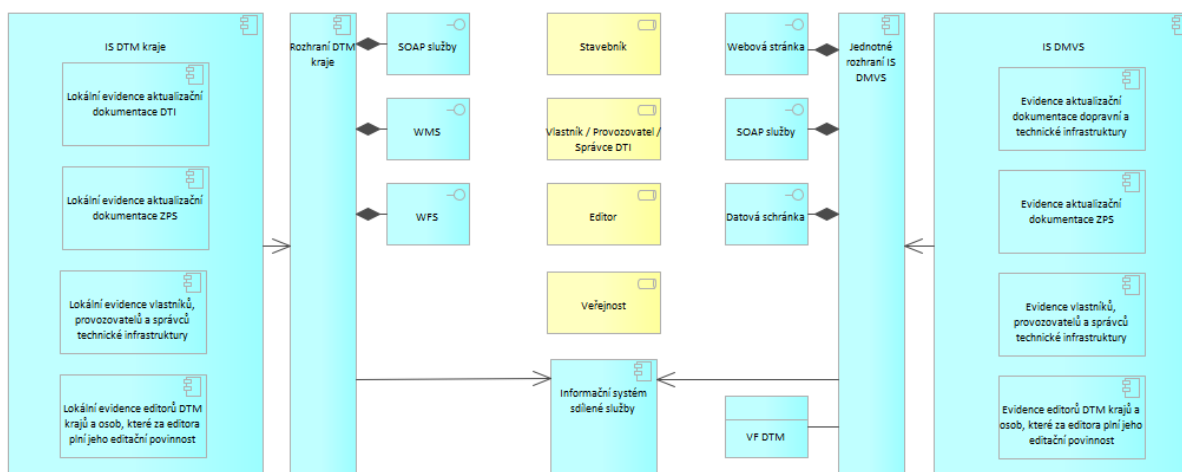 IS DTM kraje
Lokální evidence aktualizační
dokumentace DTI
Lokální evidence aktualizační
dokumentace ZPS
Lokální evidence vlastníků,
provozovatelů a správců
technické infrastruktury
Lokální evidence editorů DTM
krajů a osob, které za editora
plní jeho editační povinnost
Rozhraní DTM
kraje
SOAP služby
WMS
WFS
Stavebník
Vlastník / Provozovatel /
Správce DTI
Editor
Veřejnost
Informační systém
sdílené služby
Webová stránka
SOAP služby
Datová schránka
VF DTM
Jednotné
rozhraní IS
DMVS
IS DMVS
Evidence aktualizační
dokumentace dopravní a
technické infrastruktury
Evidence aktualizační
dokumentace ZPS
Evidence vlastníků,
provozovatelů a správců
technické infrastruktury
Evidence editorů DTM krajů a
osob, které za editora plní jeho
editační povinnost